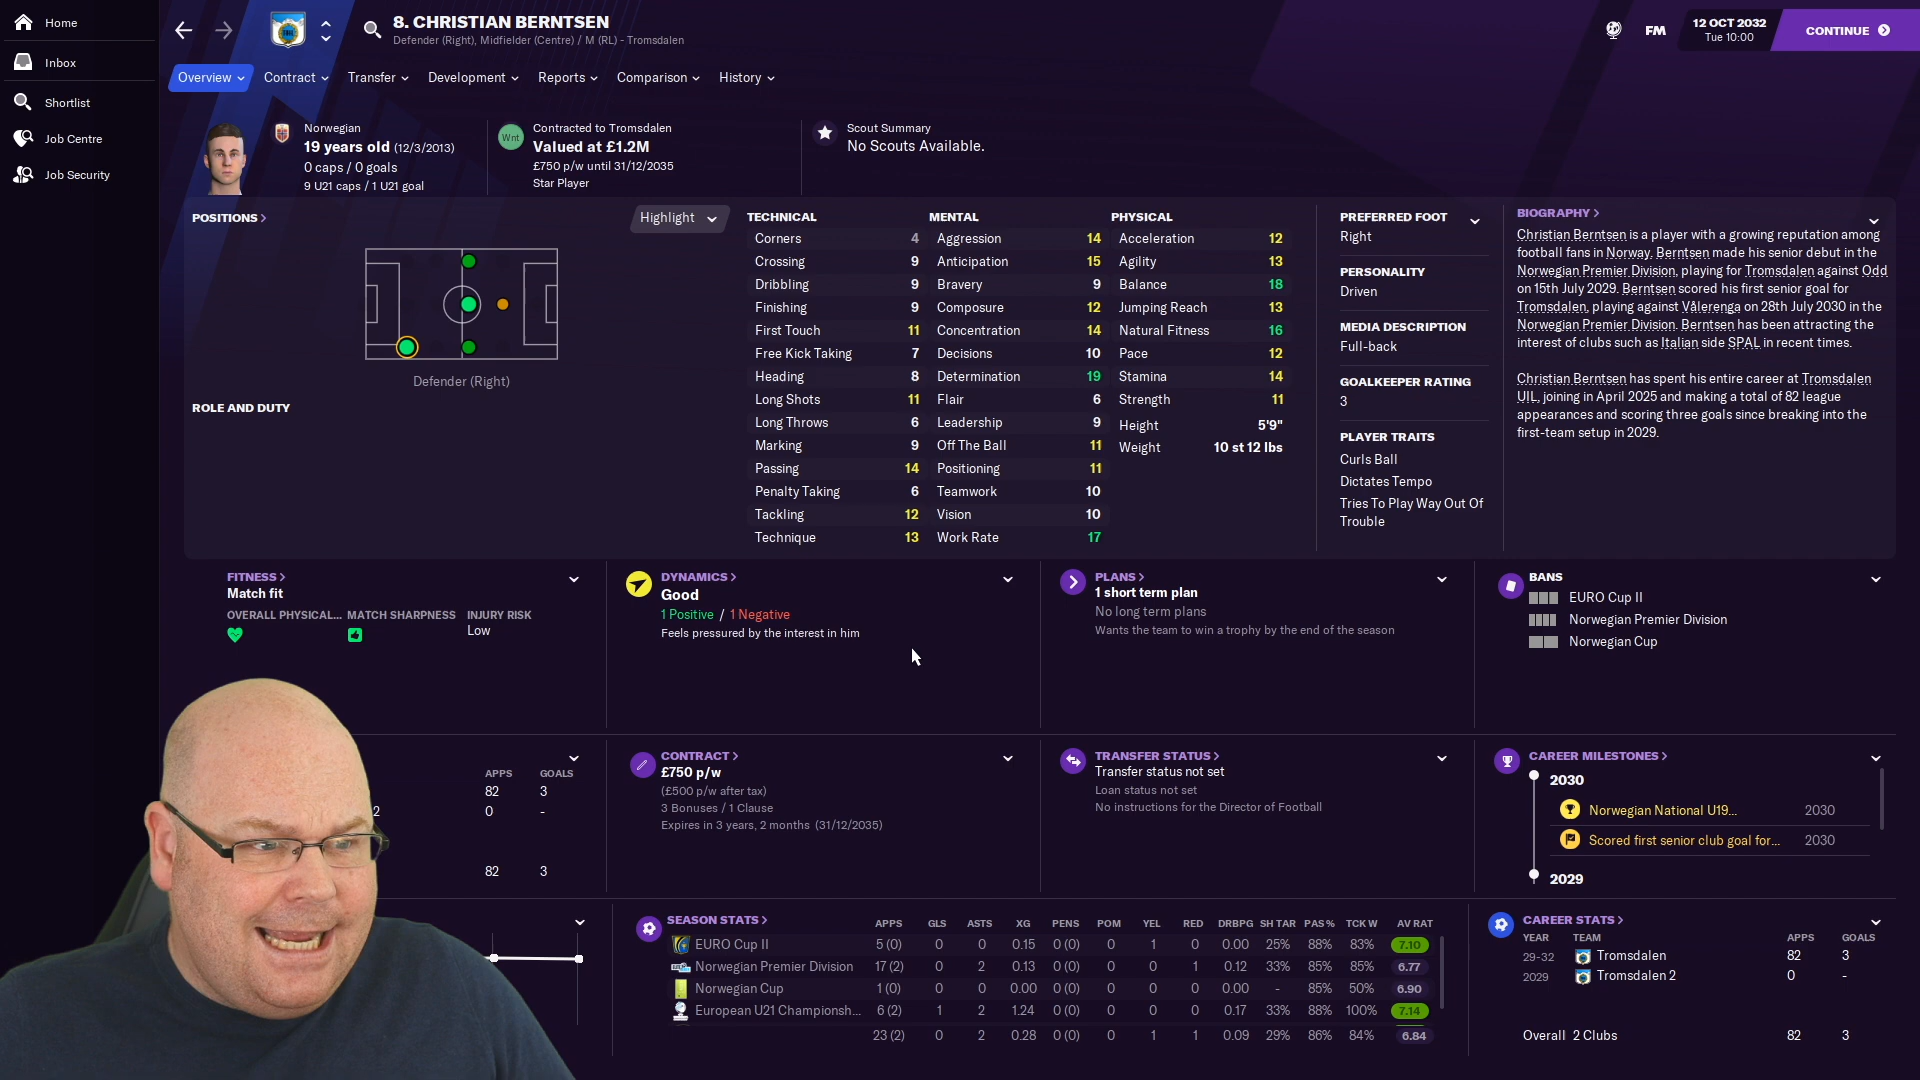 Home
Inbox
Shortlist
Job Centre
Job Security
8. CHRISTIAN BERNTSEN
Defender (Right), Midfielder (Centre) / M (RL) - Tromsdalen
FM
12 OCT 2032
Tue 10:00
CONTINUE
Overview
Contract
Transfer
Development
Reports
Comparison
History
Norwegian
19 years old (12/3/2013)
0 caps / 0 goals
9 U21 caps / 1 U21 goal
Wnt
Contracted to Tromsdalen
Valued at £1.2M
£750 p/w until 31/12/2035
Star Player
Scout Summary
No Scouts Available.
POSITIONS >
Highlight
Defender (Right)
ROLE AND DUTY
TECHNICAL
Corners 4
Crossing 9
Dribbling 9
Finishing 9
First Touch 11
Free Kick Taking 7
Heading 8
Long Shots 11
Long Throws 6
Marking 9
Passing 14
Penalty Taking 6
Tackling 12
Technique 13
MENTAL
Aggression 14
Anticipation 15
Bravery 9
Composure 12
Concentration 14
Decisions 10
Determination 19
Flair 6
Leadership 9
Off The Ball 11
Positioning 11
Teamwork 10
Vision 10
Work Rate 17
PHYSICAL
Acceleration 12
Agility 13
Balance 18
Jumping Reach 13
Natural Fitness 16
Pace 12
Stamina 14
Strength 11
Height 5'9"
Weight 10 st 12 lbs
PREFERRED FOOT
Right
PERSONALITY
Driven
MEDIA DESCRIPTION
Full-back
GOALKEEPER RATING
3
PLAYER TRAITS
Curls Ball
Dictates Tempo
Tries To Play Way Out Of
Trouble
BIOGRAPHY >
Christian Berntsen is a player with a growing reputation among
football fans in Norway. Berntsen made his senior debut in the
Norwegian Premier Division, playing for Tromsdalen against Odd
on 15th July 2029. Berntsen scored his first senior goal for
Tromsdalen, playing against Vålerenga on 28th July 2030 in the
Norwegian Premier Division. Berntsen has been attracting the
interest of clubs such as Italian side SPAL in recent times.
Christian Berntsen has spent his entire career at Tromsdalen
UIL, joining in April 2025 and making a total of 82 league
appearances and scoring three goals since breaking into the
first-team setup in 2029.
FITNESS >
Match fit
OVERALL PHYSICAL... MATCH SHARPNESS INJURY RISK
Low
DYNAMICS >
Good
1 Positive / 1 Negative
Feels pressured by the interest in him
PLANS >
1 short term plan
No long term plans
Wants the team to win a trophy by the end of the season
BANS
EURO Cup II
Norwegian Premier Division
Norwegian Cup
APPS GOALS
82 3
2 0 -
82 3
CONTRACT >
£750 p/w
(£500 p/w after tax)
3 Bonuses / 1 Clause
Expires in 3 years, 2 months (31/12/2035)
TRANSFER STATUS >
Transfer status not set
Loan status not set
No instructions for the Director of Football
CAREER MILESTONES >
2030
Norwegian National U19... 2030
Scored first senior club goal for... 2030
2029
SEASON STATS > APPS GLS ASTS XG PENS POM YEL RED DRBPG SH TAR PAS% TCK W AV RAT
EURO Cup II 5 (0) 0 0 0.15 0 (0) 0 1 0 0.00 25% 88% 83% 7.10
Norwegian Premier Division 17 (2) 0 2 0.13 0 (0) 0 0 1 0.12 33% 85% 85% 6.77
Norwegian Cup 1 (0) 0 0 0.00 0 (0) 0 0 0 0.00 - 85% 50% 6.90
European U21 Championsh... 6 (2) 1 2 1.24 0 (0) 0 0 0 0.17 33% 88% 100% 7.14
23 (2) 0 2 0.28 0 (0) 0 1 1 0.09 29% 86% 84% 6.84
CAREER STATS >
YEAR TEAM APPS GOALS
29-32 Tromsdalen 82 3
2029 Tromsdalen 2 0 -
Overall 2 Clubs 82 3